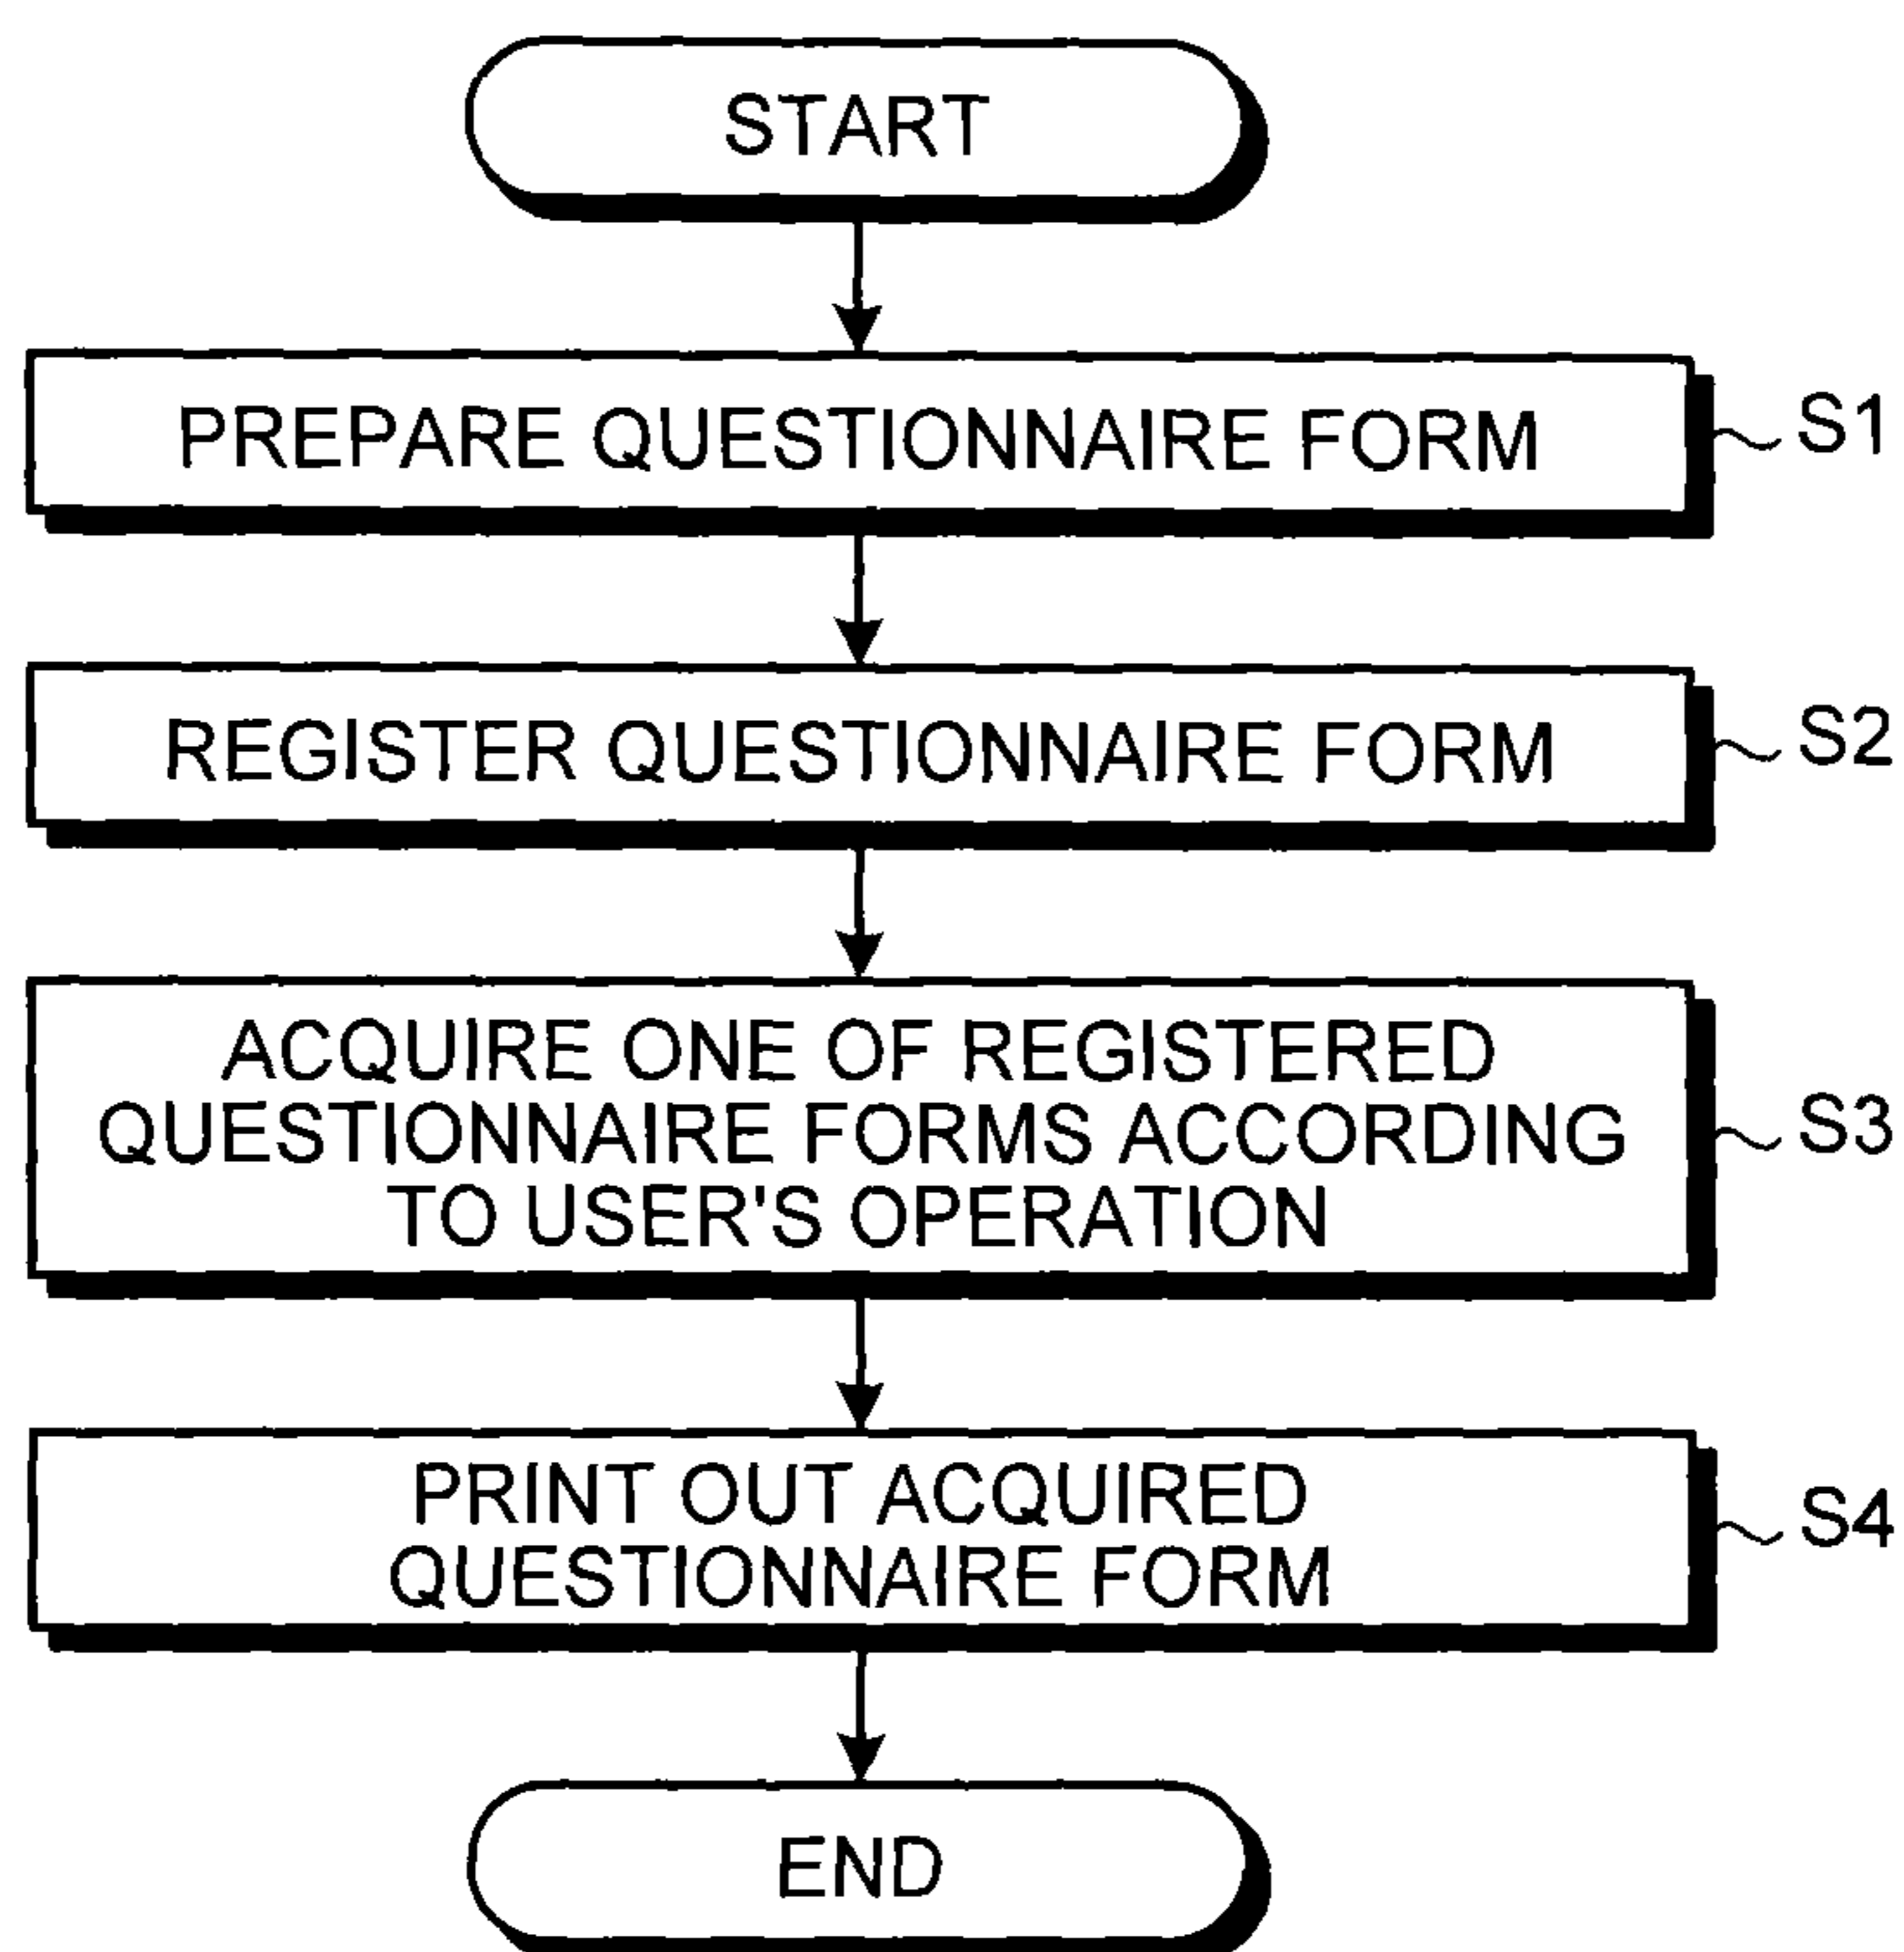 START
PREPARE QUESTIONNAIRE FORM
S1
REGISTER QUESTIONNAIRE FORM
S2
ACQUIRE ONE OF REGISTERED
QUESTIONNAIRE FORMS ACCORDING
TO USER'S OPERATION
S3
PRINT OUT ACQUIRED
QUESTIONNAIRE FORM
S4
END